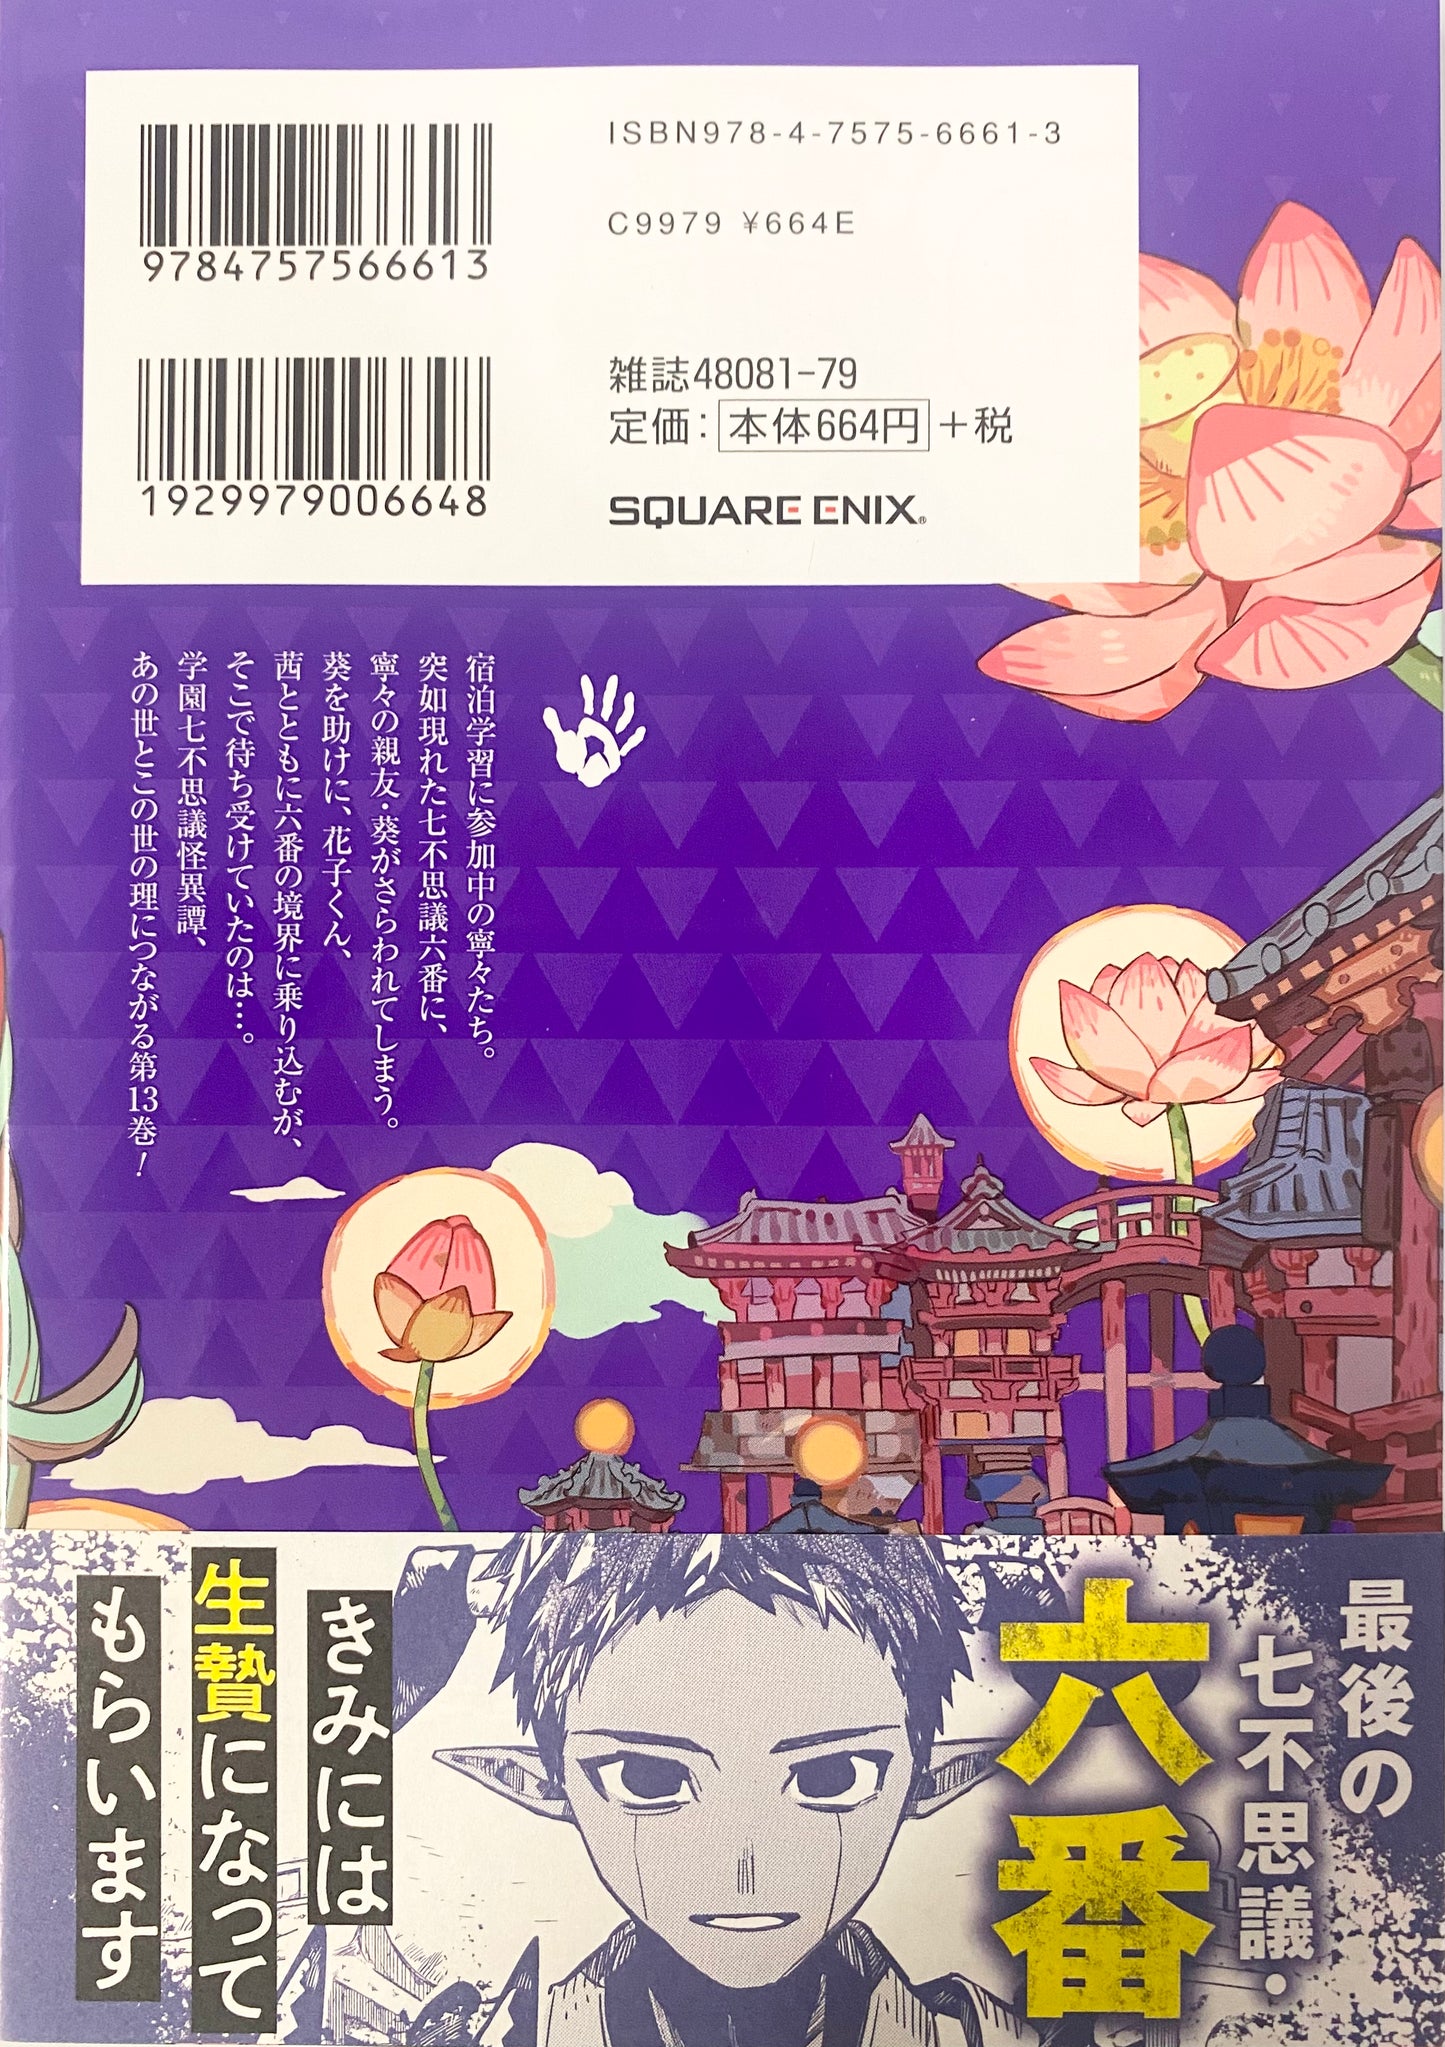 ISBN978-4-7575-6661-3
C9979 ¥664E
9784757566613
雑誌48081-79
定価：本体664円＋税
1929979006648
SQUARE ENIX®
宿泊学習に参加中の寧々たち。
突如現れた七不思議六番に、
寧々の親友・葵がさらわれてしまう。
葵を助けに、花子くん、
茜とともに六番の境界に乗り込むが、
そこで待ち受けていたのは…。
学園七不思議怪異譚、
あの世とこの世の理につながる第13巻！
最後の
七不思議・
六番
きみには
生贄になって
もらいます